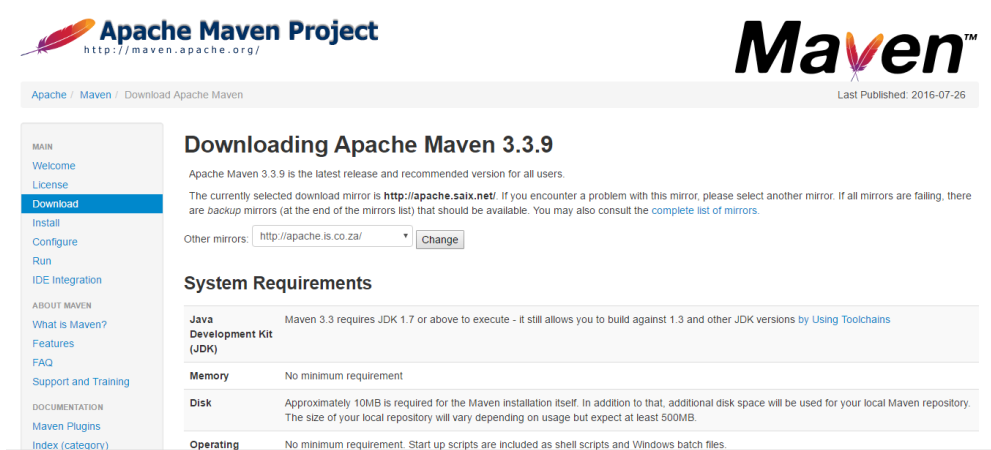 Apache Maven Project
http://maven.apache.org/
Maven™
Apache / Maven / Download Apache Maven
Last Published: 2016-07-26
MAIN
Welcome
License
Download
Install
Configure
Run
IDE Integration
ABOUT MAVEN
What is Maven?
Features
FAQ
Support and Training
DOCUMENTATION
Maven Plugins
Index (category)
Downloading Apache Maven 3.3.9
Apache Maven 3.3.9 is the latest release and recommended version for all users.
The currently selected download mirror is http://apache.saix.net/. If you encounter a problem with this mirror, please select another mirror. If all mirrors are failing, there
are backup mirrors (at the end of the mirrors list) that should be available. You may also consult the complete list of mirrors.
Other mirrors: http://apache.is.co.za/ Change
System Requirements
Java
Development Kit
(JDK)
Maven 3.3 requires JDK 1.7 or above to execute - it still allows you to build against 1.3 and other JDK versions by Using Toolchains
Memory
No minimum requirement
Disk
Approximately 10MB is required for the Maven installation itself. In addition to that, additional disk space will be used for your local Maven repository.
The size of your local repository will vary depending on usage but expect at least 500MB.
Operating
No minimum requirement. Start up scripts are included as shell scripts and Windows batch files.